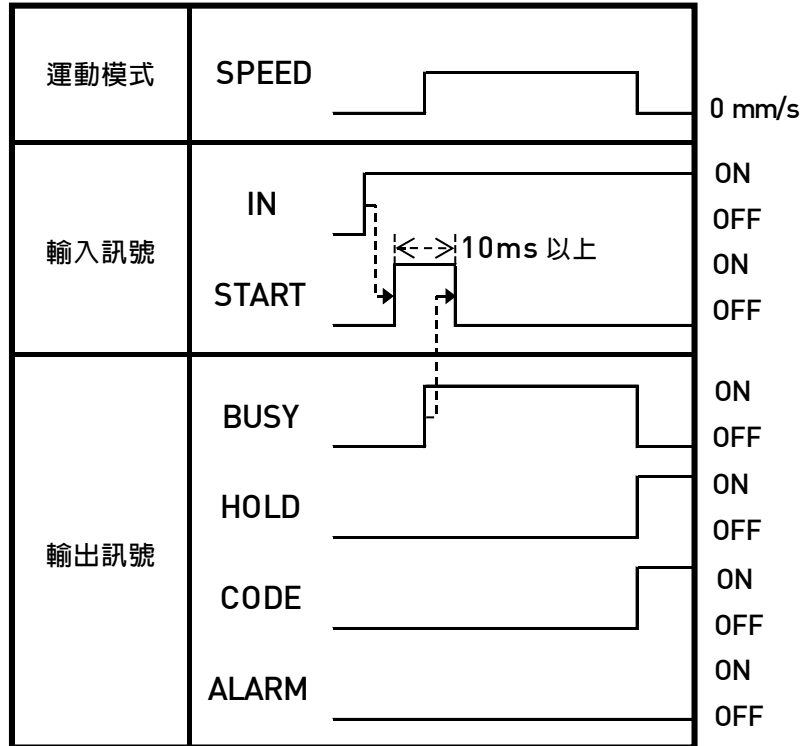 運動模式 SPEED
0 mm/s
輸入訊號
IN
ON
OFF
10ms 以上
START
ON
OFF
輸出訊號
BUSY
ON
OFF
HOLD
ON
OFF
CODE
ON
OFF
ALARM
ON
OFF